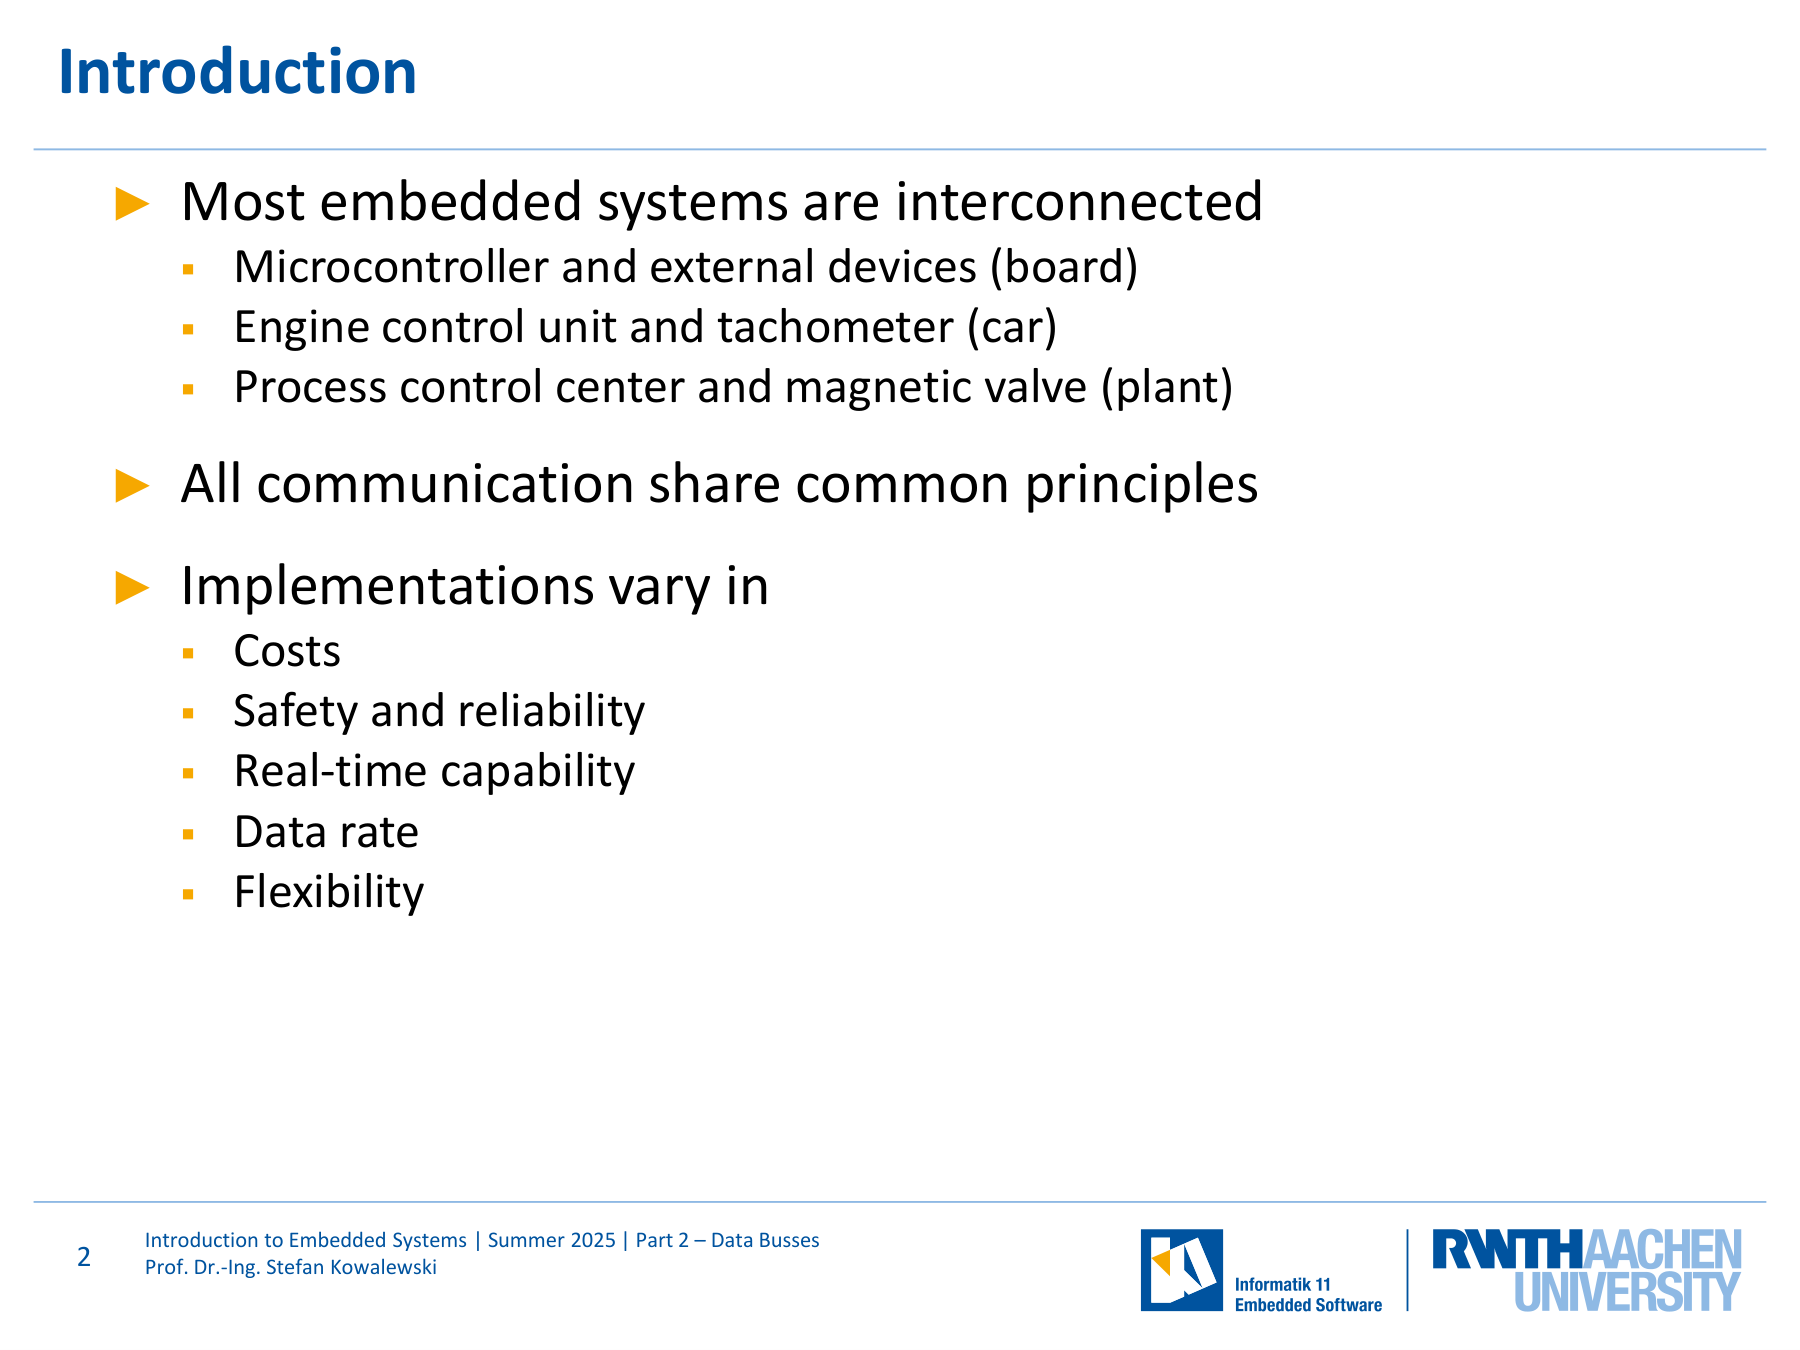 Introduction
► Most embedded systems are interconnected
▪ Microcontroller and external devices (board)
▪ Engine control unit and tachometer (car)
▪ Process control center and magnetic valve (plant)
► All communication share common principles
► Implementations vary in
▪ Costs
▪ Safety and reliability
▪ Real-time capability
▪ Data rate
▪ Flexibility
2
Introduction to Embedded Systems | Summer 2025 | Part 2 – Data Busses
Prof. Dr.-Ing. Stefan Kowalewski
Informatik 11
Embedded Software
RWTHAACHEN
UNIVERSITY